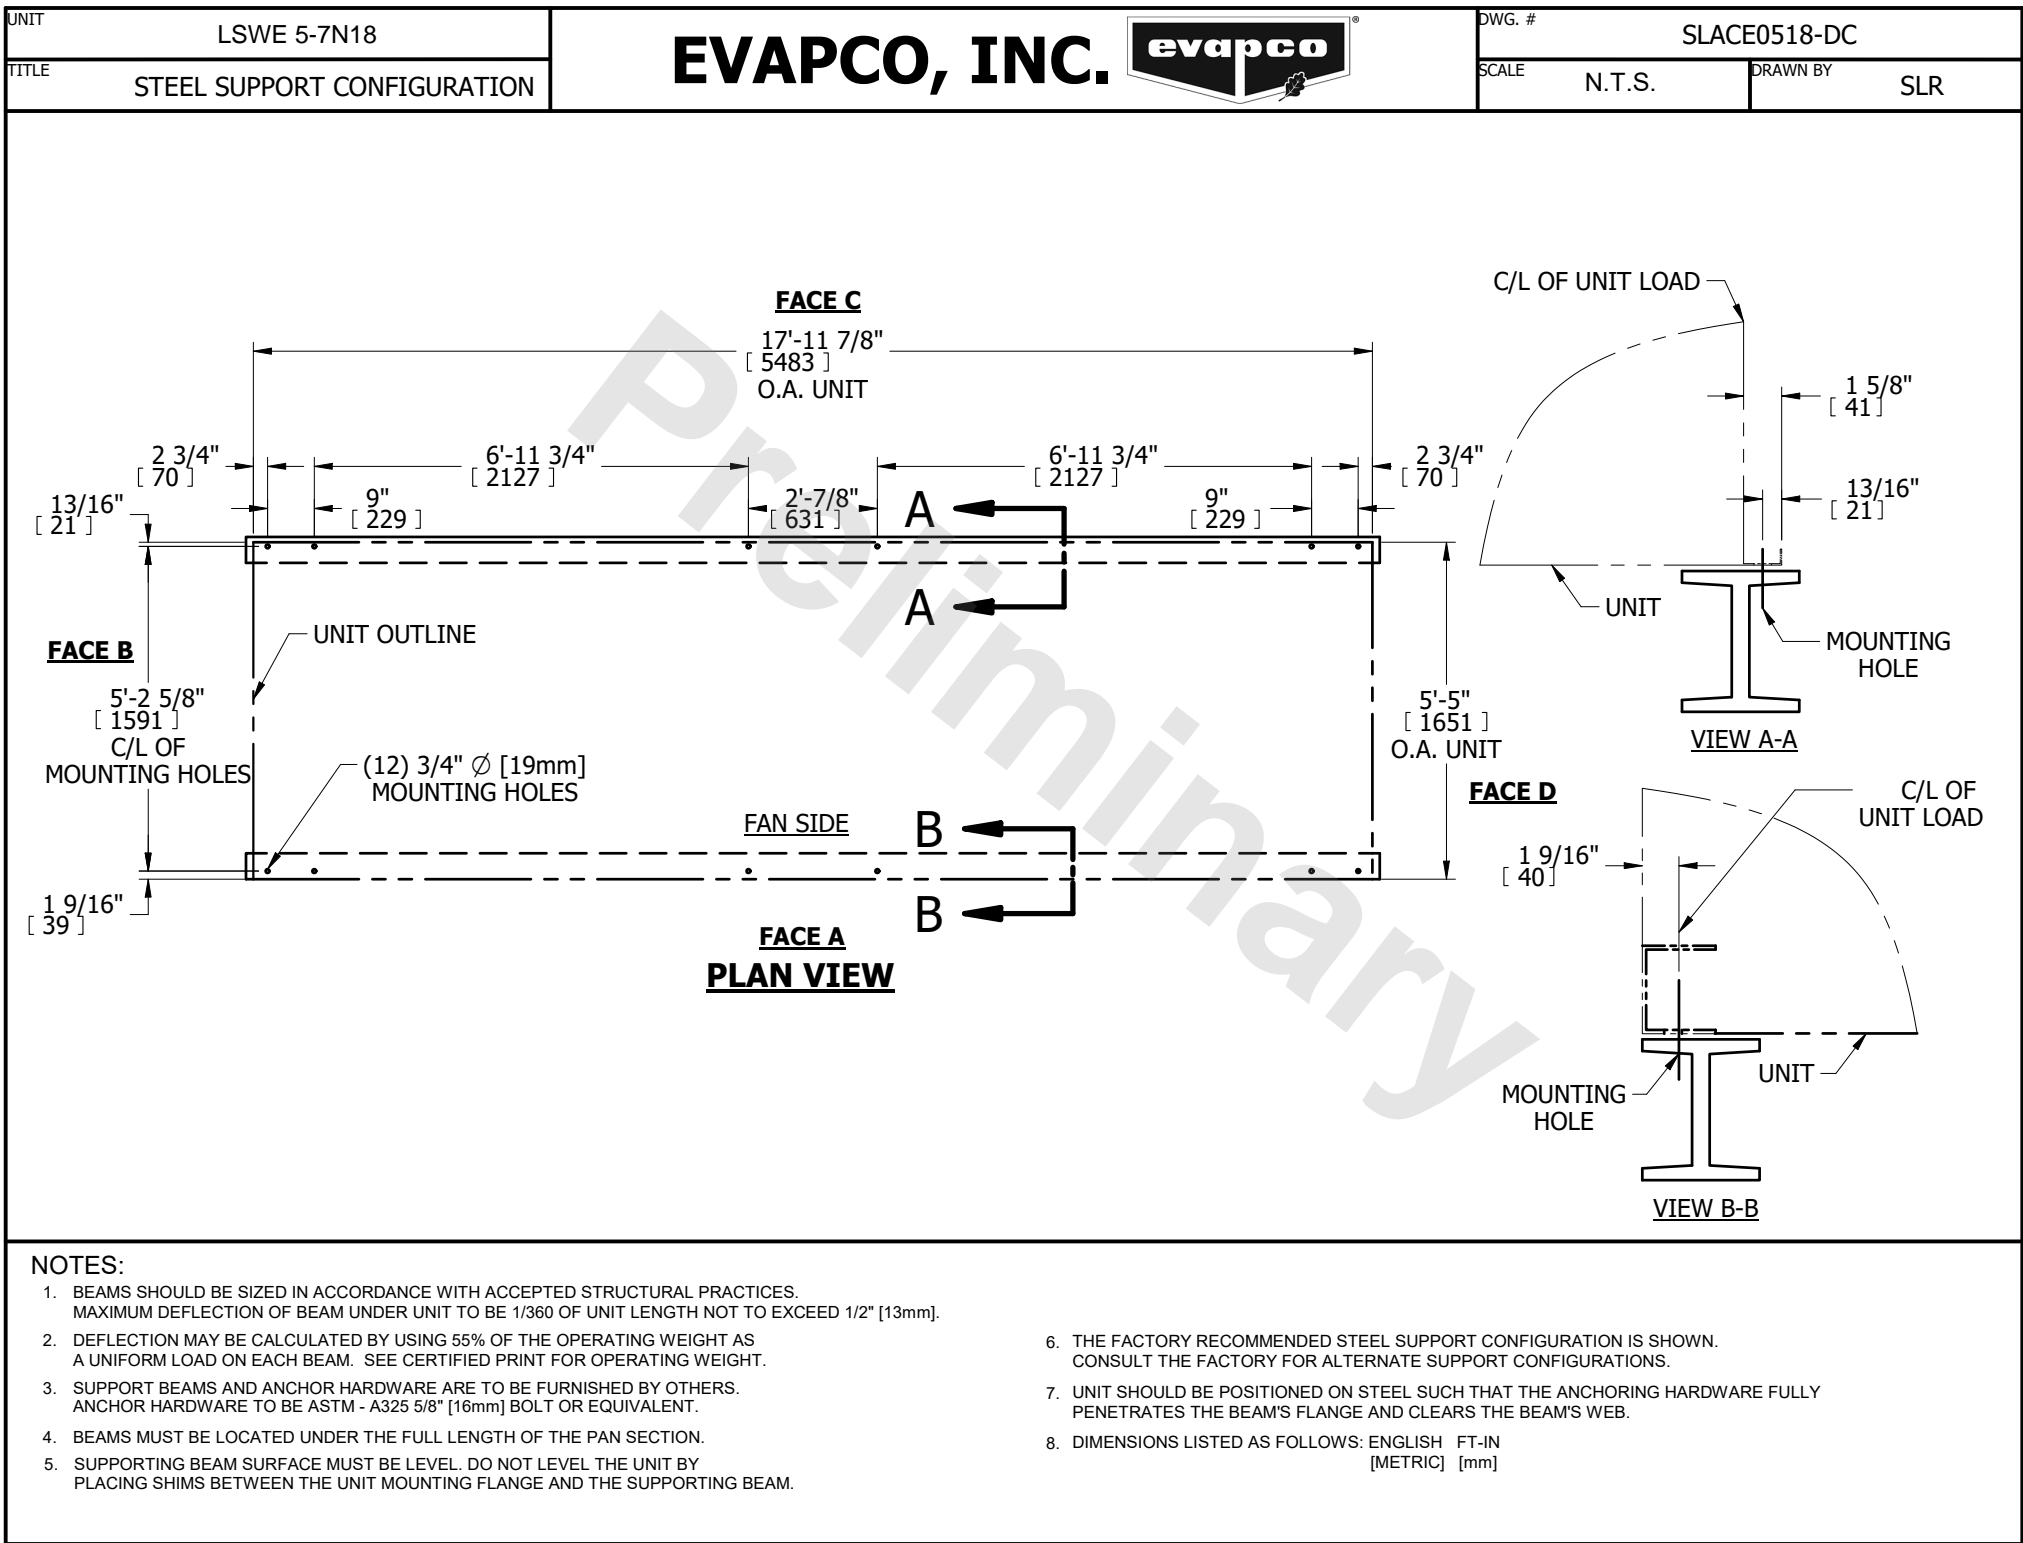 UNIT
LSWE 5-7N18
TITLE
STEEL SUPPORT CONFIGURATION
EVAPCO, INC.
evapco
®
DWG. #
SLACE0518-DC
SCALE
N.T.S.
DRAWN BY
SLR
FACE C
17'-11 7/8"
[ 5483 ]
O.A. UNIT
2 3/4"
[ 70 ]
6'-11 3/4"
[ 2127 ]
6'-11 3/4"
[ 2127 ]
2 3/4"
[ 70 ]
13/16"
[ 21 ]
9"
[ 229 ]
2'-7/8"
[ 631 ]
9"
[ 229 ]
A
A
FACE B
UNIT OUTLINE
5'-2 5/8"
[ 1591 ]
C/L OF
MOUNTING HOLES
(12) 3/4" ∅ [19mm]
MOUNTING HOLES
5'-5"
[ 1651 ]
O.A. UNIT
FACE D
FAN SIDE
B
B
1 9/16"
[ 39 ]
FACE A
PLAN VIEW
C/L OF UNIT LOAD
1 5/8"
[ 41 ]
13/16"
[ 21 ]
UNIT
MOUNTING
HOLE
VIEW A-A
C/L OF
UNIT LOAD
1 9/16"
[ 40 ]
UNIT
MOUNTING
HOLE
VIEW B-B
Preliminary
NOTES:
1. BEAMS SHOULD BE SIZED IN ACCORDANCE WITH ACCEPTED STRUCTURAL PRACTICES.
MAXIMUM DEFLECTION OF BEAM UNDER UNIT TO BE 1/360 OF UNIT LENGTH NOT TO EXCEED 1/2" [13mm].
2. DEFLECTION MAY BE CALCULATED BY USING 55% OF THE OPERATING WEIGHT AS
A UNIFORM LOAD ON EACH BEAM. SEE CERTIFIED PRINT FOR OPERATING WEIGHT.
3. SUPPORT BEAMS AND ANCHOR HARDWARE ARE TO BE FURNISHED BY OTHERS.
ANCHOR HARDWARE TO BE ASTM - A325 5/8" [16mm] BOLT OR EQUIVALENT.
4. BEAMS MUST BE LOCATED UNDER THE FULL LENGTH OF THE PAN SECTION.
5. SUPPORTING BEAM SURFACE MUST BE LEVEL. DO NOT LEVEL THE UNIT BY
PLACING SHIMS BETWEEN THE UNIT MOUNTING FLANGE AND THE SUPPORTING BEAM.
6. THE FACTORY RECOMMENDED STEEL SUPPORT CONFIGURATION IS SHOWN.
CONSULT THE FACTORY FOR ALTERNATE SUPPORT CONFIGURATIONS.
7. UNIT SHOULD BE POSITIONED ON STEEL SUCH THAT THE ANCHORING HARDWARE FULLY
PENETRATES THE BEAM'S FLANGE AND CLEARS THE BEAM'S WEB.
8. DIMENSIONS LISTED AS FOLLOWS: ENGLISH FT-IN
[METRIC] [mm]